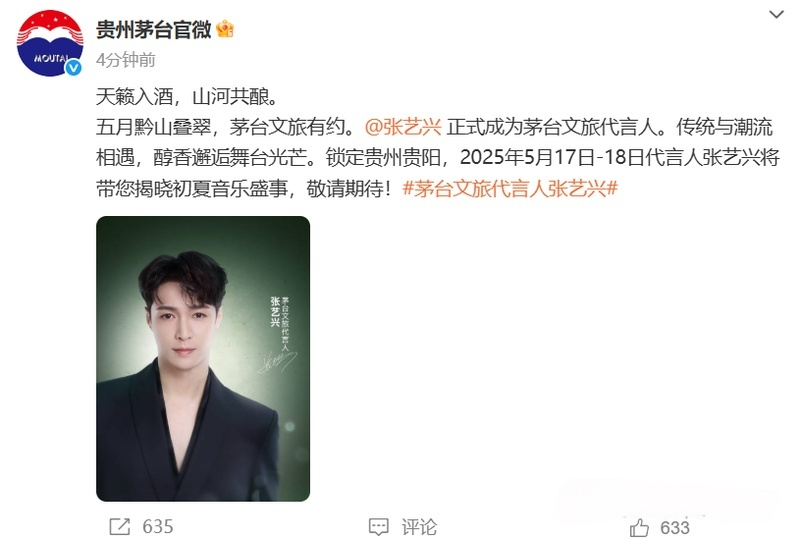 贵州茅台官微
MOUTAI
4分钟前
天籁入酒，山河共酿。
五月黔山叠翠，茅台文旅有约。@张艺兴 正式成为茅台文旅代言人。传统与潮流
相遇，醇香邂逅舞台光芒。锁定贵州贵阳，2025年5月17日-18日代言人张艺兴将
带您揭晓初夏音乐盛事，敬请期待！#茅台文旅代言人张艺兴#
茅台文旅代言人
张艺兴
635
评论
633